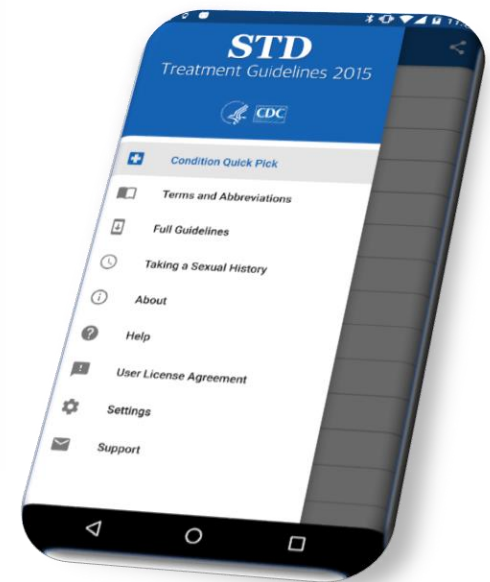 STD
Treatment Guidelines 2015
CDC
Condition Quick Pick
Terms and Abbreviations
Full Guidelines
Taking a Sexual History
About
Help
User License Agreement
Settings
Support